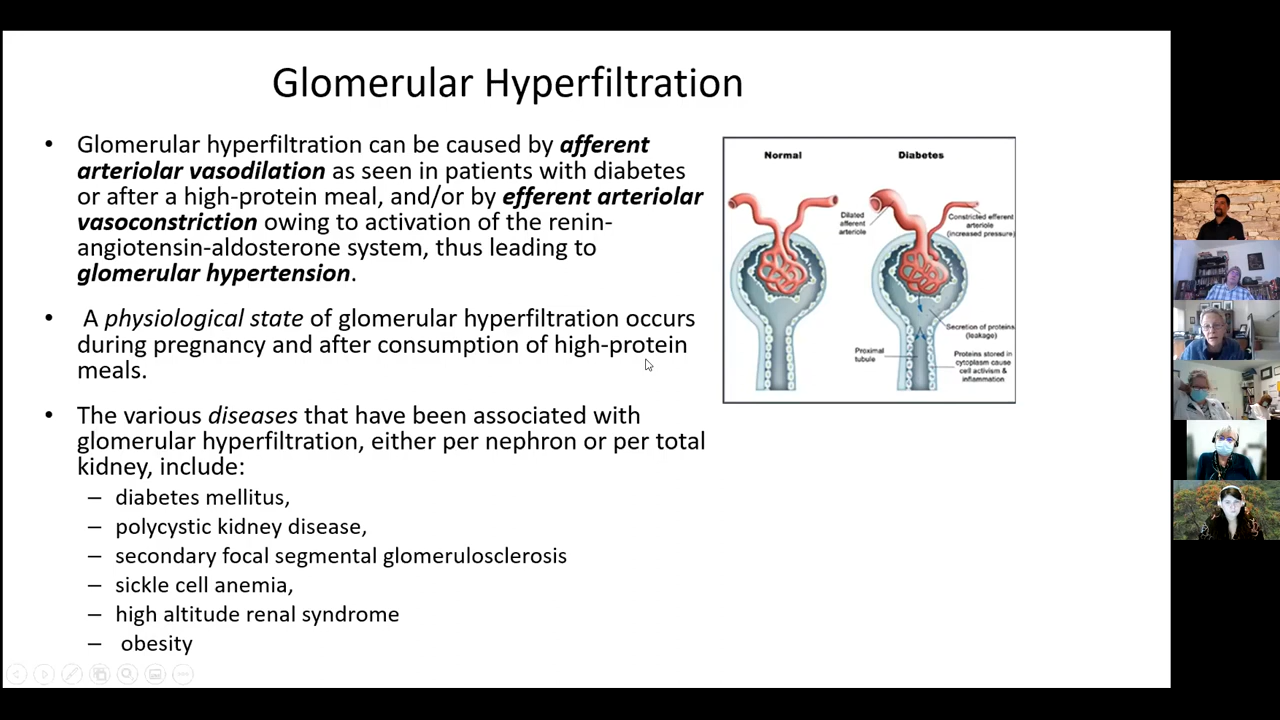 Glomerular Hyperfiltration
• Glomerular hyperfiltration can be caused by afferent
arteriolar vasodilation as seen in patients with diabetes
or after a high-protein meal, and/or by efferent arteriolar
vasoconstriction owing to activation of the renin-
angiotensin-aldosterone system, thus leading to
glomerular hypertension.
• A physiological state of glomerular hyperfiltration occurs
during pregnancy and after consumption of high-protein
meals.
• The various diseases that have been associated with
glomerular hyperfiltration, either per nephron or per total
kidney, include:
– diabetes mellitus,
– polycystic kidney disease,
– secondary focal segmental glomerulosclerosis
– sickle cell anemia,
– high altitude renal syndrome
– obesity
Normal
Diabetes
Dilated
afferent
arteriole
Constricted efferent
arteriole
(increased pressure)
Secretion of proteins
(leakage)
Proximal
tubule
Proteins stored in
cytoplasm cause
cell activism &
inflammation